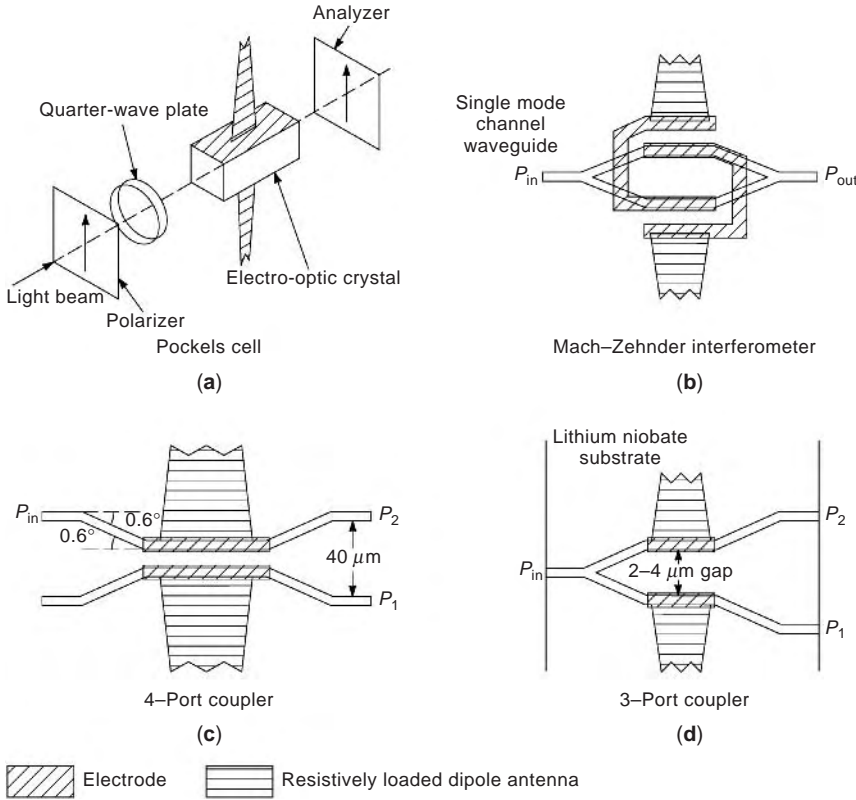 Analyzer
Quarter-wave plate
Electro-optic crystal
Light beam
Polarizer
Pockels cell
(a)
Single mode
channel
waveguide
P_in
P_out
Mach–Zehnder interferometer
(b)
P_in
0.6°
0.6°
P_2
40 μm
P_1
4–Port coupler
(c)
Lithium niobate
substrate
P_in
P_2
2–4 μm gap
P_1
3–Port coupler
(d)
Electrode
Resistively loaded dipole antenna